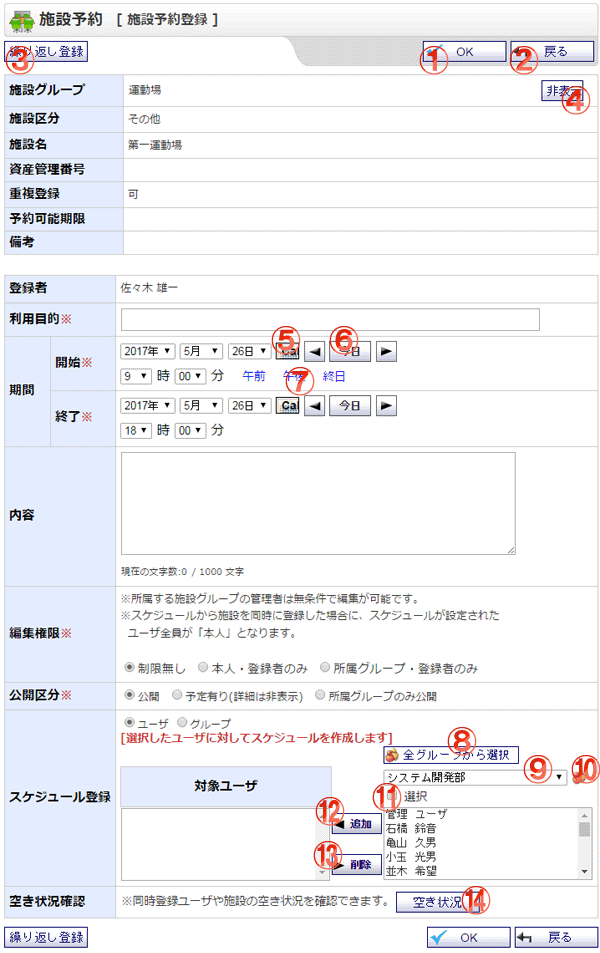 施設予約 [ 施設予約登録 ]
繰り返し登録 ③ ① OK ② 戻る
施設グループ 運動場 非表示 ④
施設区分 その他
施設名 第一運動場
資産管理番号
重複登録 可
予約可能期限
備考
登録者 佐々木 雄一
利用目的※
期間
開始※ 2017年 5月 26日 ⑤ Cal ◀ ⑥ 今日 ▶
9 時 00 分 午前 午後 ⑦ 終日
終了※ 2017年 5月 26日 Cal ◀ 今日 ▶
18 時 00 分
内容
現在の文字数:0 / 1000 文字
編集権限※
※所属する施設グループの管理者は無条件で編集が可能です。
※スケジュールから施設を同時に登録した場合に、スケジュールが設定された
ユーザ全員が「本人」となります。
制限無し 本人・登録者のみ 所属グループ・登録者のみ
公開区分※ 公開 予定有り(詳細は非表示) 所属グループのみ公開
スケジュール登録
ユーザ グループ
[選択したユーザに対してスケジュールを作成します]
⑧ 全グループから選択
対象ユーザ
システム開発部 ⑨ ⑩
⑪ 選択
⑫ ◀ 追加
⑬ ▶ 削除
管理 ユーザ
石橋 鈴音
亀山 久男
小玉 光男
並木 希望
空き状況確認 ※同時登録ユーザや施設の空き状況を確認できます。 空き状況 ⑭
繰り返し登録 OK 戻る